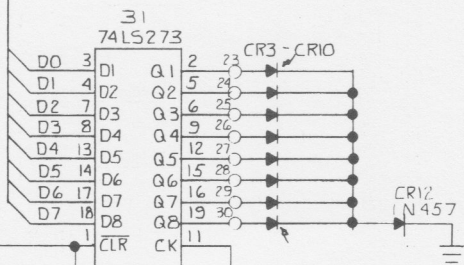 31
74LS273
CR3 - CR10
D0 3 D1 Q1 2 23
D1 4 D2 Q2 5 24
D2 7 D3 Q3 6 25
D3 8 D4 Q4 9 26
D4 13 D5 Q5 12 27
D5 14 D6 Q6 15 28
D6 17 D7 Q7 16 29
D7 18 D8 Q8 19 30
1 CLR CK 11
CR12
1N457